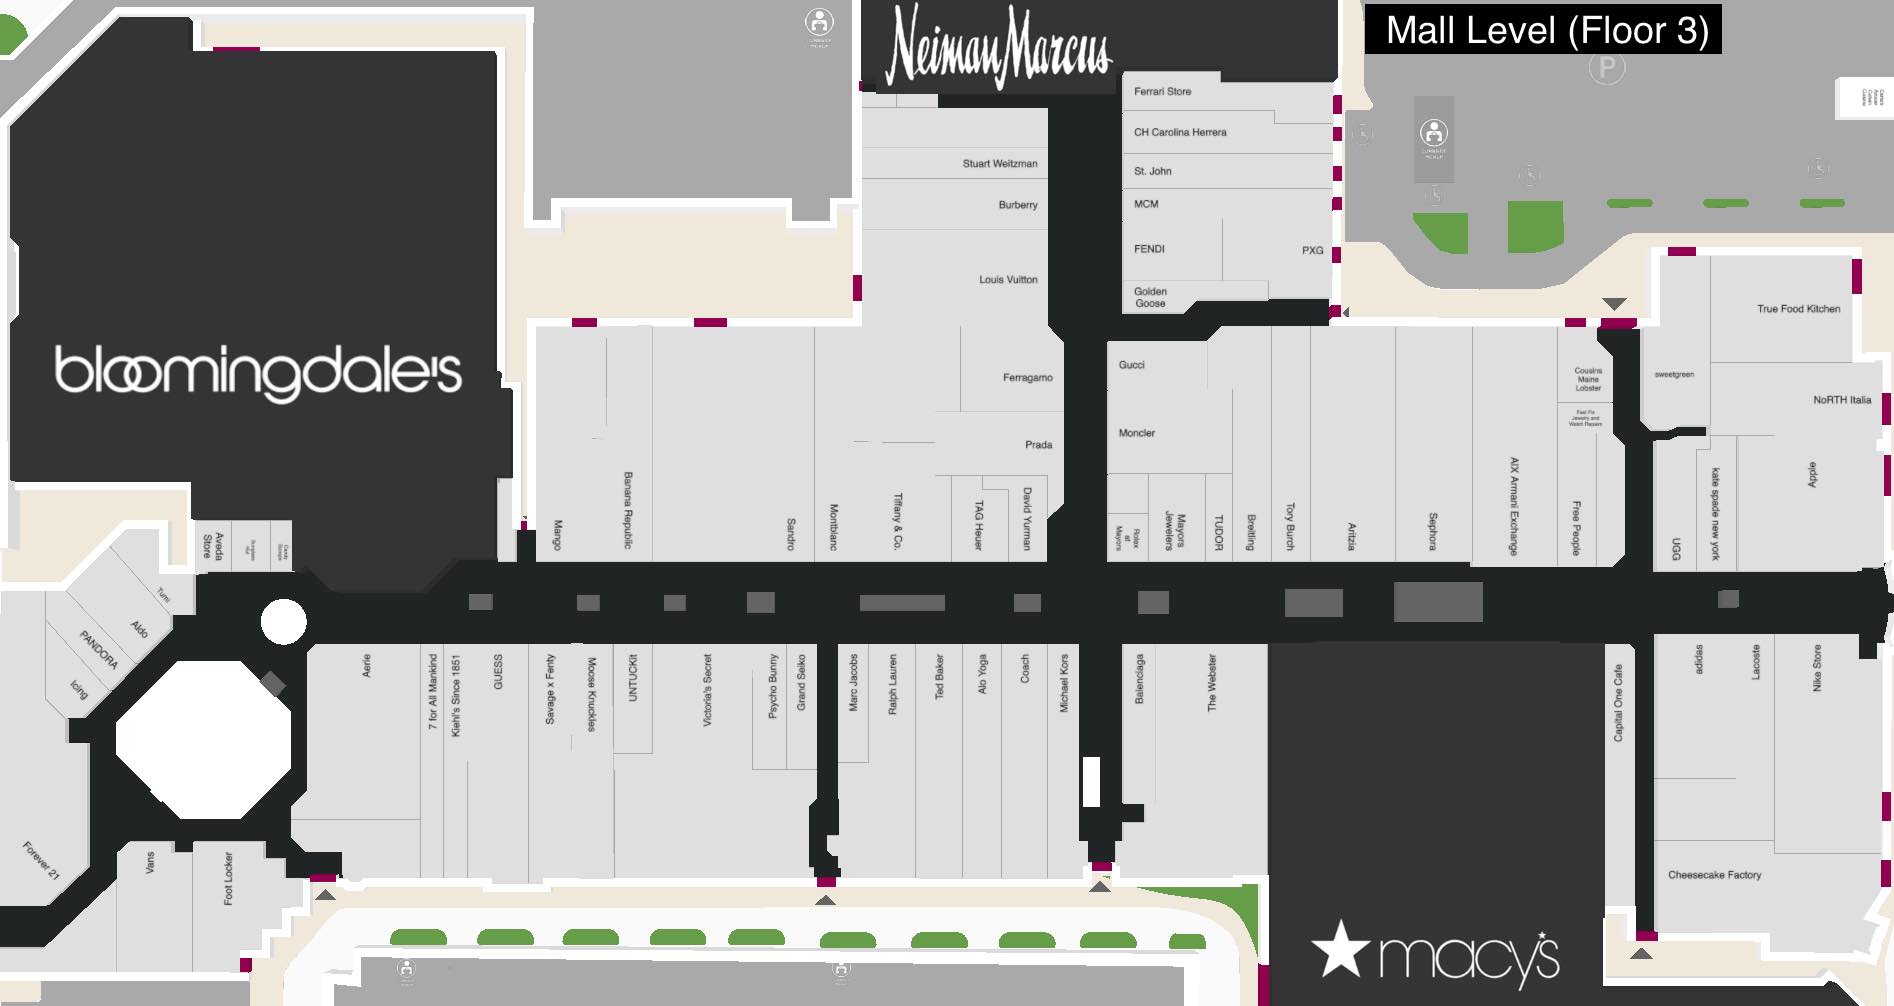 Neiman Marcus
Mall Level (Floor 3)
P
Ferrari Store
CH Carolina Herrera
Stuart Weitzman
St. John
Burberry
MCM
FENDI
PXG
Louis Vuitton
Golden
Goose
True Food Kitchen
bloomingdale's
Ferragamo
Gucci
Cousins
Maine
Lobster
sweetgreen
NoRTH Italia
Fast Fix
Jewelry and
Watch Repairs
Moncler
Prada
Mango
Banana Republic
Sandro
Montblanc
Tiffany & Co.
TAG Heuer
David Yurman
Rolex
at
Mayors
Mayors
Jewelers
TUDOR
Breitling
Tory Burch
Aritzia
Sephora
A|X Armani Exchange
Free People
UGG
kate spade new york
Apple
Aveda
Store
Tumi
Aldo
PANDORA
Icing
Forever 21
Vans
Foot Locker
Aerie
7 for All Mankind
Kiehl's Since 1851
GUESS
Savage x Fenty
Moose Knuckles
UNTUCKit
Victoria's Secret
Psycho Bunny
Grand Seiko
Marc Jacobs
Ralph Lauren
Ted Baker
Alo Yoga
Coach
Michael Kors
Balenciaga
The Webster
Capital One Cafe
adidas
Lacoste
Nike Store
Cheesecake Factory
macy's